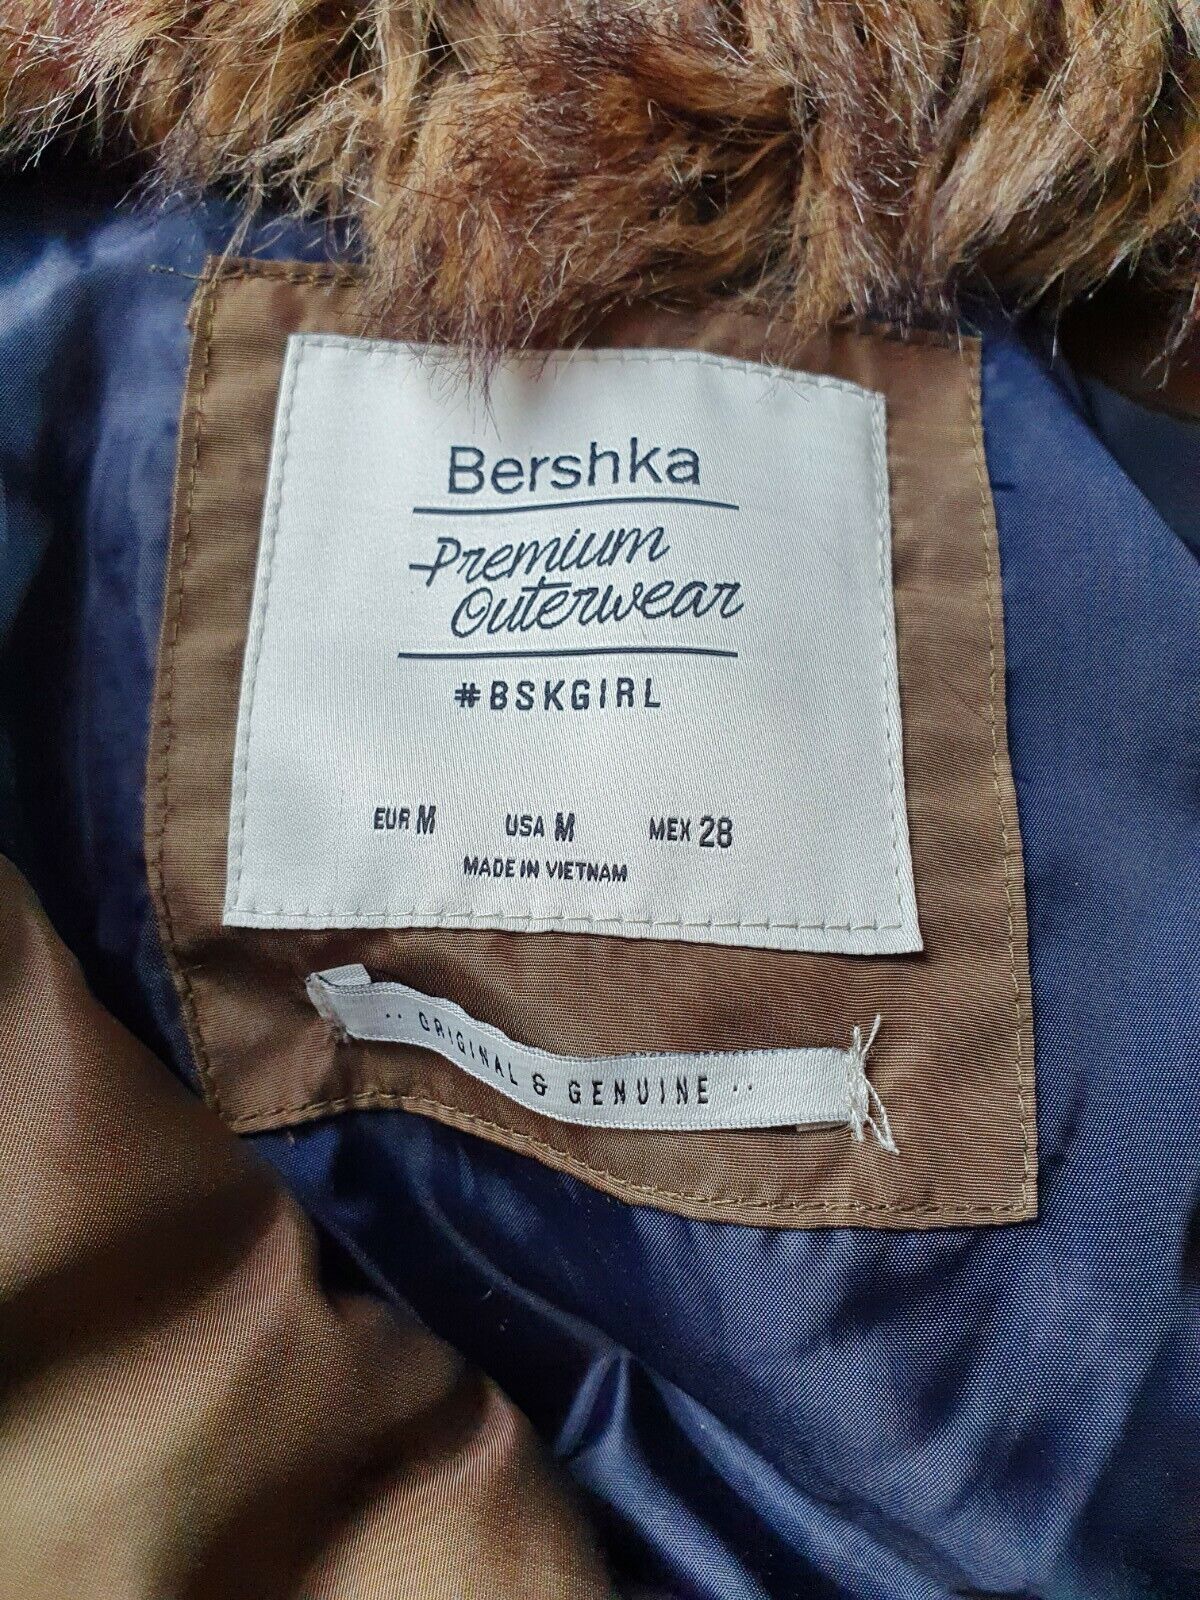 Bershka
Premium
Outerwear
#BSKGIRL
EUR M USA M MEX 28
MADE IN VIETNAM
·· ORIGINAL & GENUINE ··